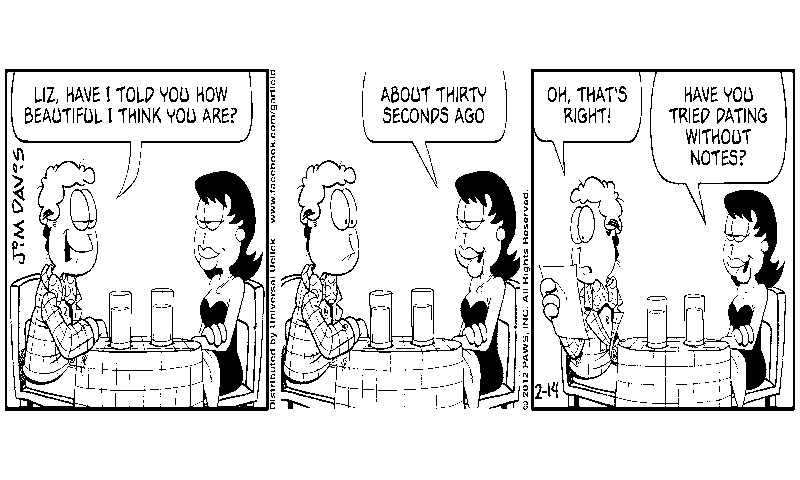 LIZ, HAVE I TOLD YOU HOW
BEAUTIFUL I THINK YOU ARE?
JIM DAVIS
Distributed by Universal Uclick
www.facebook.com/garfield
ABOUT THIRTY
SECONDS AGO
© 2012 PAWS, INC. All Rights Reserved.
OH, THAT'S
RIGHT!
HAVE YOU
TRIED DATING
WITHOUT
NOTES?
2-14